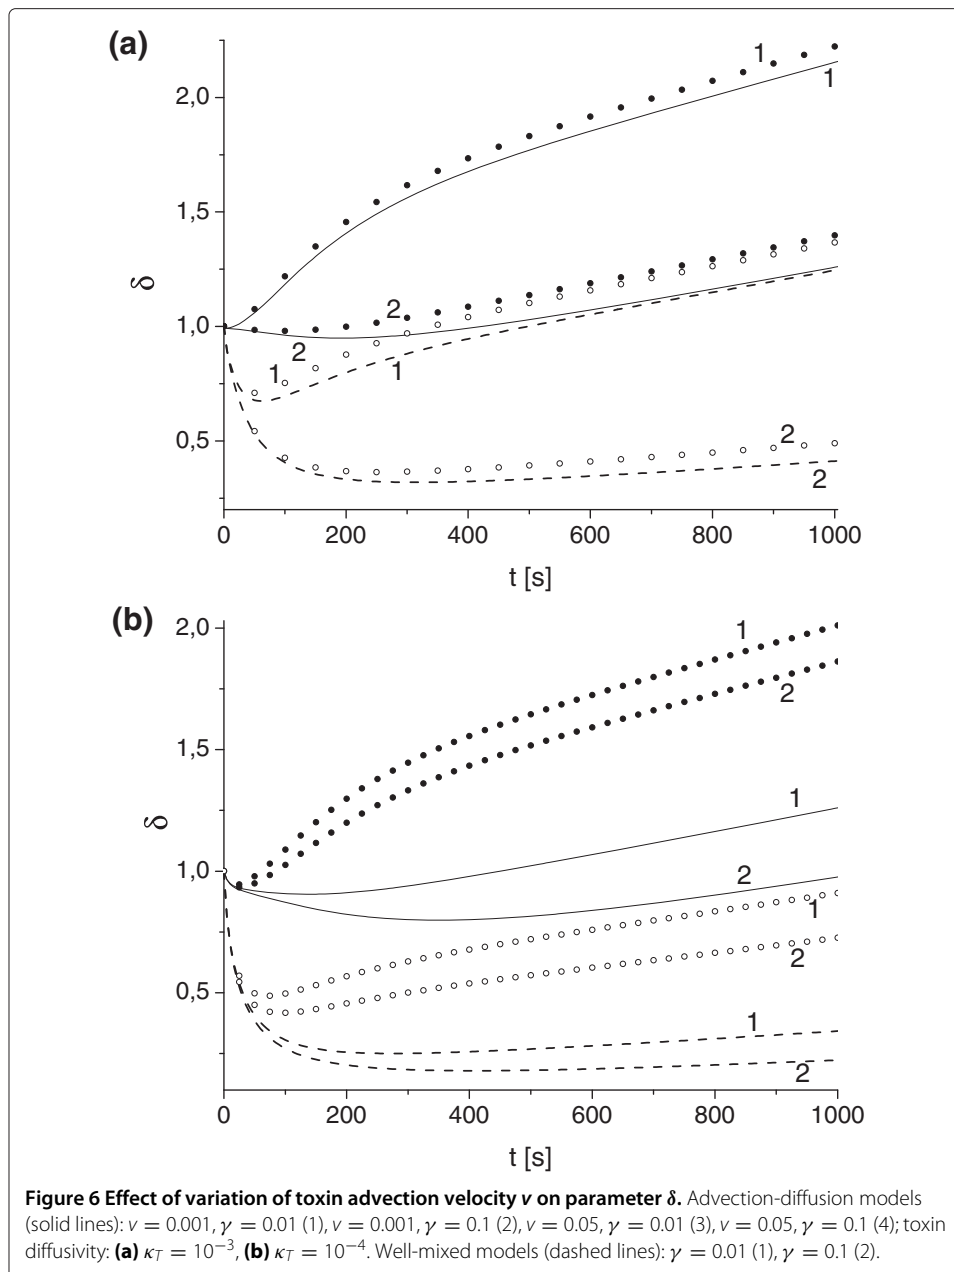 (a)
2,0
1,5
1,0
0,5
δ
1
1
2
2
1
1
2
2
0 200 400 600 800 1000
t [s]
(b)
2,0
1,5
1,0
0,5
δ
1
2
1
2
1
2
1
2
0 200 400 600 800 1000
t [s]
Figure 6 Effect of variation of toxin advection velocity v on parameter δ. Advection-diffusion models
(solid lines): v = 0.001, γ = 0.01 (1), v = 0.001, γ = 0.1 (2), v = 0.05, γ = 0.01 (3), v = 0.05, γ = 0.1 (4); toxin
diffusivity: (a) κT = 10⁻³, (b) κT = 10⁻⁴. Well-mixed models (dashed lines): γ = 0.01 (1), γ = 0.1 (2).